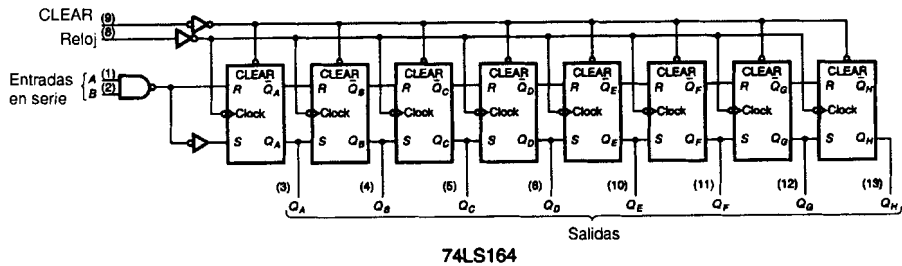 CLEAR (9)
Reloj (8)
Entradas en serie { A (1)
B (2)
CLEAR CLEAR CLEAR CLEAR CLEAR CLEAR CLEAR CLEAR
R Q̅A R Q̅B R Q̅C R Q̅D R Q̅E R Q̅F R Q̅G R Q̅H
Clock Clock Clock Clock Clock Clock Clock Clock
S QA S QB S QC S QD S QE S QF S QG S QH
(3) (4) (5) (6) (10) (11) (12) (13)
QA QB QC QD QE QF QG QH
Salidas
74LS164